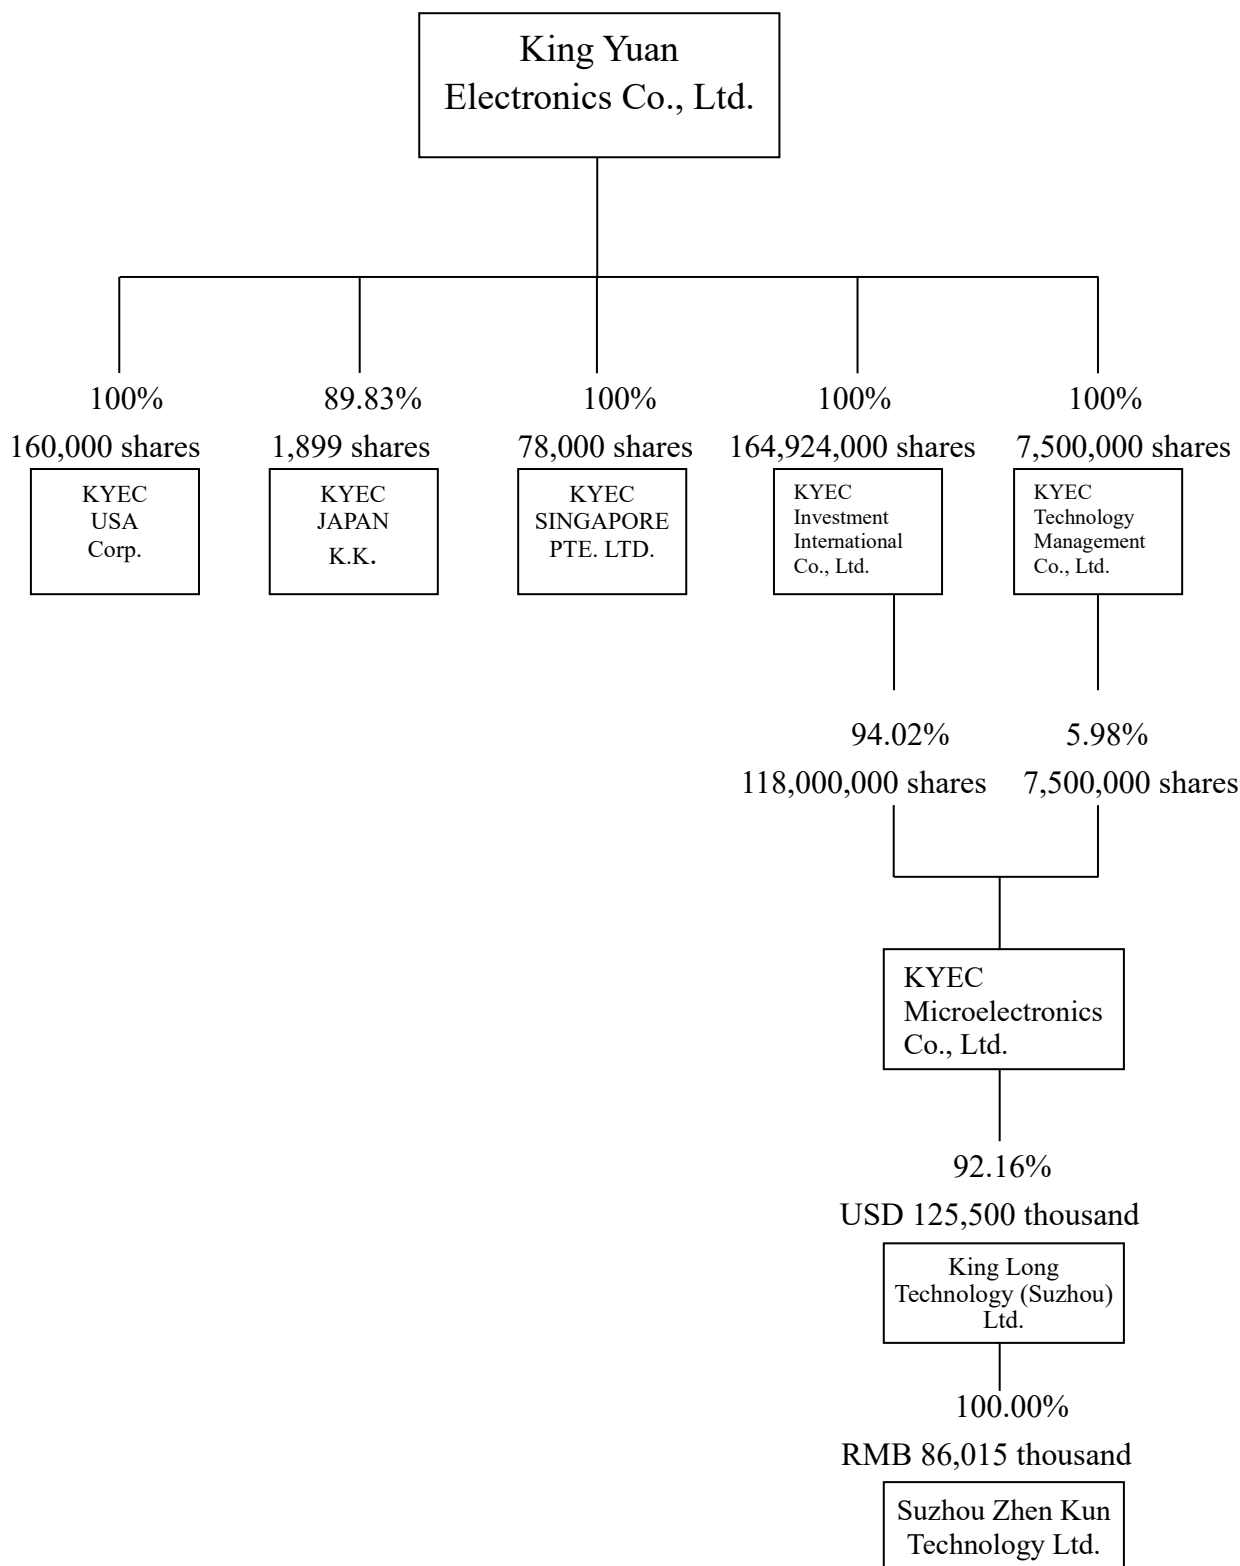 King Yuan
Electronics Co., Ltd.
100%
89.83%
100%
100%
100%
160,000 shares
1,899 shares
78,000 shares
164,924,000 shares
7,500,000 shares
KYEC
USA
Corp.
KYEC
JAPAN
K.K.
KYEC
SINGAPORE
PTE. LTD.
KYEC
Investment
International
Co., Ltd.
KYEC
Technology
Management
Co., Ltd.
94.02%
5.98%
118,000,000 shares
7,500,000 shares
KYEC
Microelectronics
Co., Ltd.
92.16%
USD 125,500 thousand
King Long
Technology (Suzhou)
Ltd.
100.00%
RMB 86,015 thousand
Suzhou Zhen Kun
Technology Ltd.